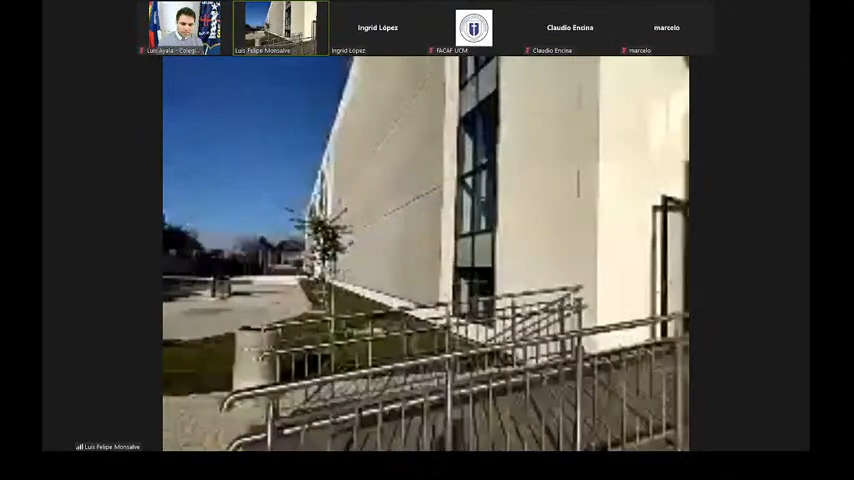 Ingrid López
Claudio Encina
marcelo
Luis Ayala - Colegi...
Luis Felipe Monsalve
Ingrid López
FACAF UCM
Claudio Encina
marcelo
Luis Felipe Monsalve